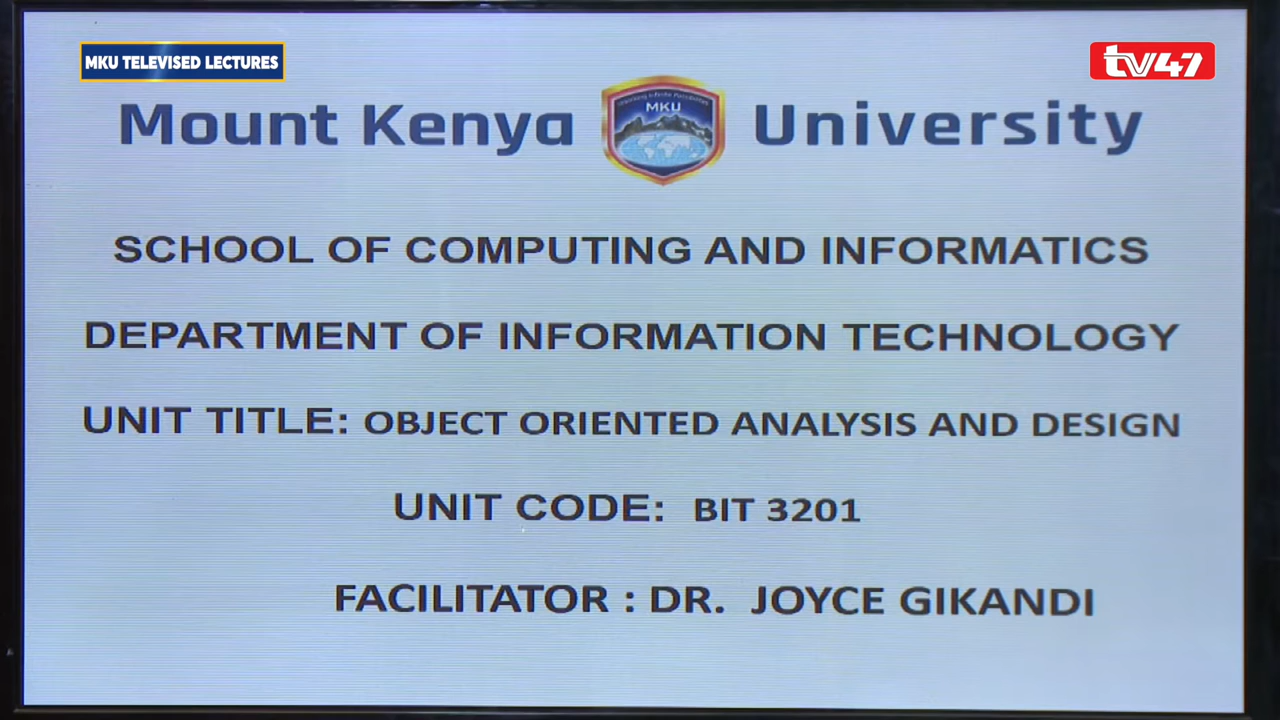 MKU TELEVISED LECTURES
tv47
Mount Kenya University
MKU
SCHOOL OF COMPUTING AND INFORMATICS
DEPARTMENT OF INFORMATION TECHNOLOGY
UNIT TITLE: OBJECT ORIENTED ANALYSIS AND DESIGN
UNIT CODE: BIT 3201
FACILITATOR : DR. JOYCE GIKANDI